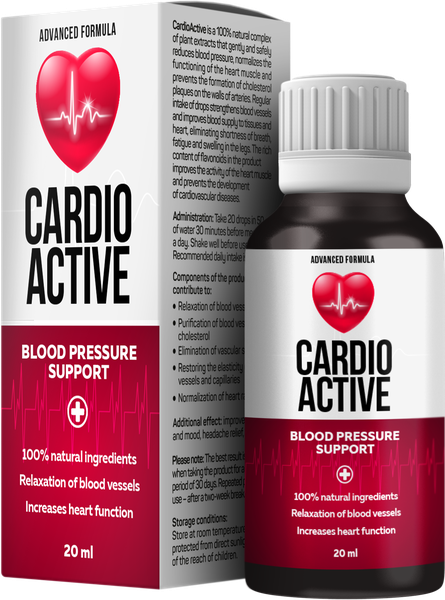 ADVANCED FORMULA
CARDIO
ACTIVE
BLOOD PRESSURE
SUPPORT
100% natural ingredients
Relaxation of blood vessels
Increases heart function
20 ml
CardioActive is a 100% natural complex
of plant extracts that gently and safely
reduces blood pressure, normalizes the
functioning of the heart muscle and
prevents the formation of cholesterol
plaques on the walls of arteries. Regular
intake of drops strengthens blood vessels
and improves blood supply to tissues and
heart, eliminating shortness of breath,
fatigue and swelling in the legs. The rich
content of flavonoids in the product
improves the activity of the heart muscle
and prevents the development
of cardiovascular diseases.
Administration: Take 20 drops in 50
of water 30 minutes before
a day. Shake well before
Recommended daily intake
Components of the
contribute to:
• Relaxation of blood
• Purification of blood
cholesterol
• Elimination of vascular
• Restoring the elasticity
vessels and capillaries
• Normalization of heart
Additional effect:
and mood, headache relief.
Please note: The best result
when taking the product for
period of 30 days. Repeated
use – after a two-week break
Storage conditions:
Store at room
protected from direct
of the reach of children.
ADVANCED FORMULA
CARDIO
ACTIVE
BLOOD PRESSURE
SUPPORT
100% natural ingredients
Relaxation of blood vessels
Increases heart function
20 ml